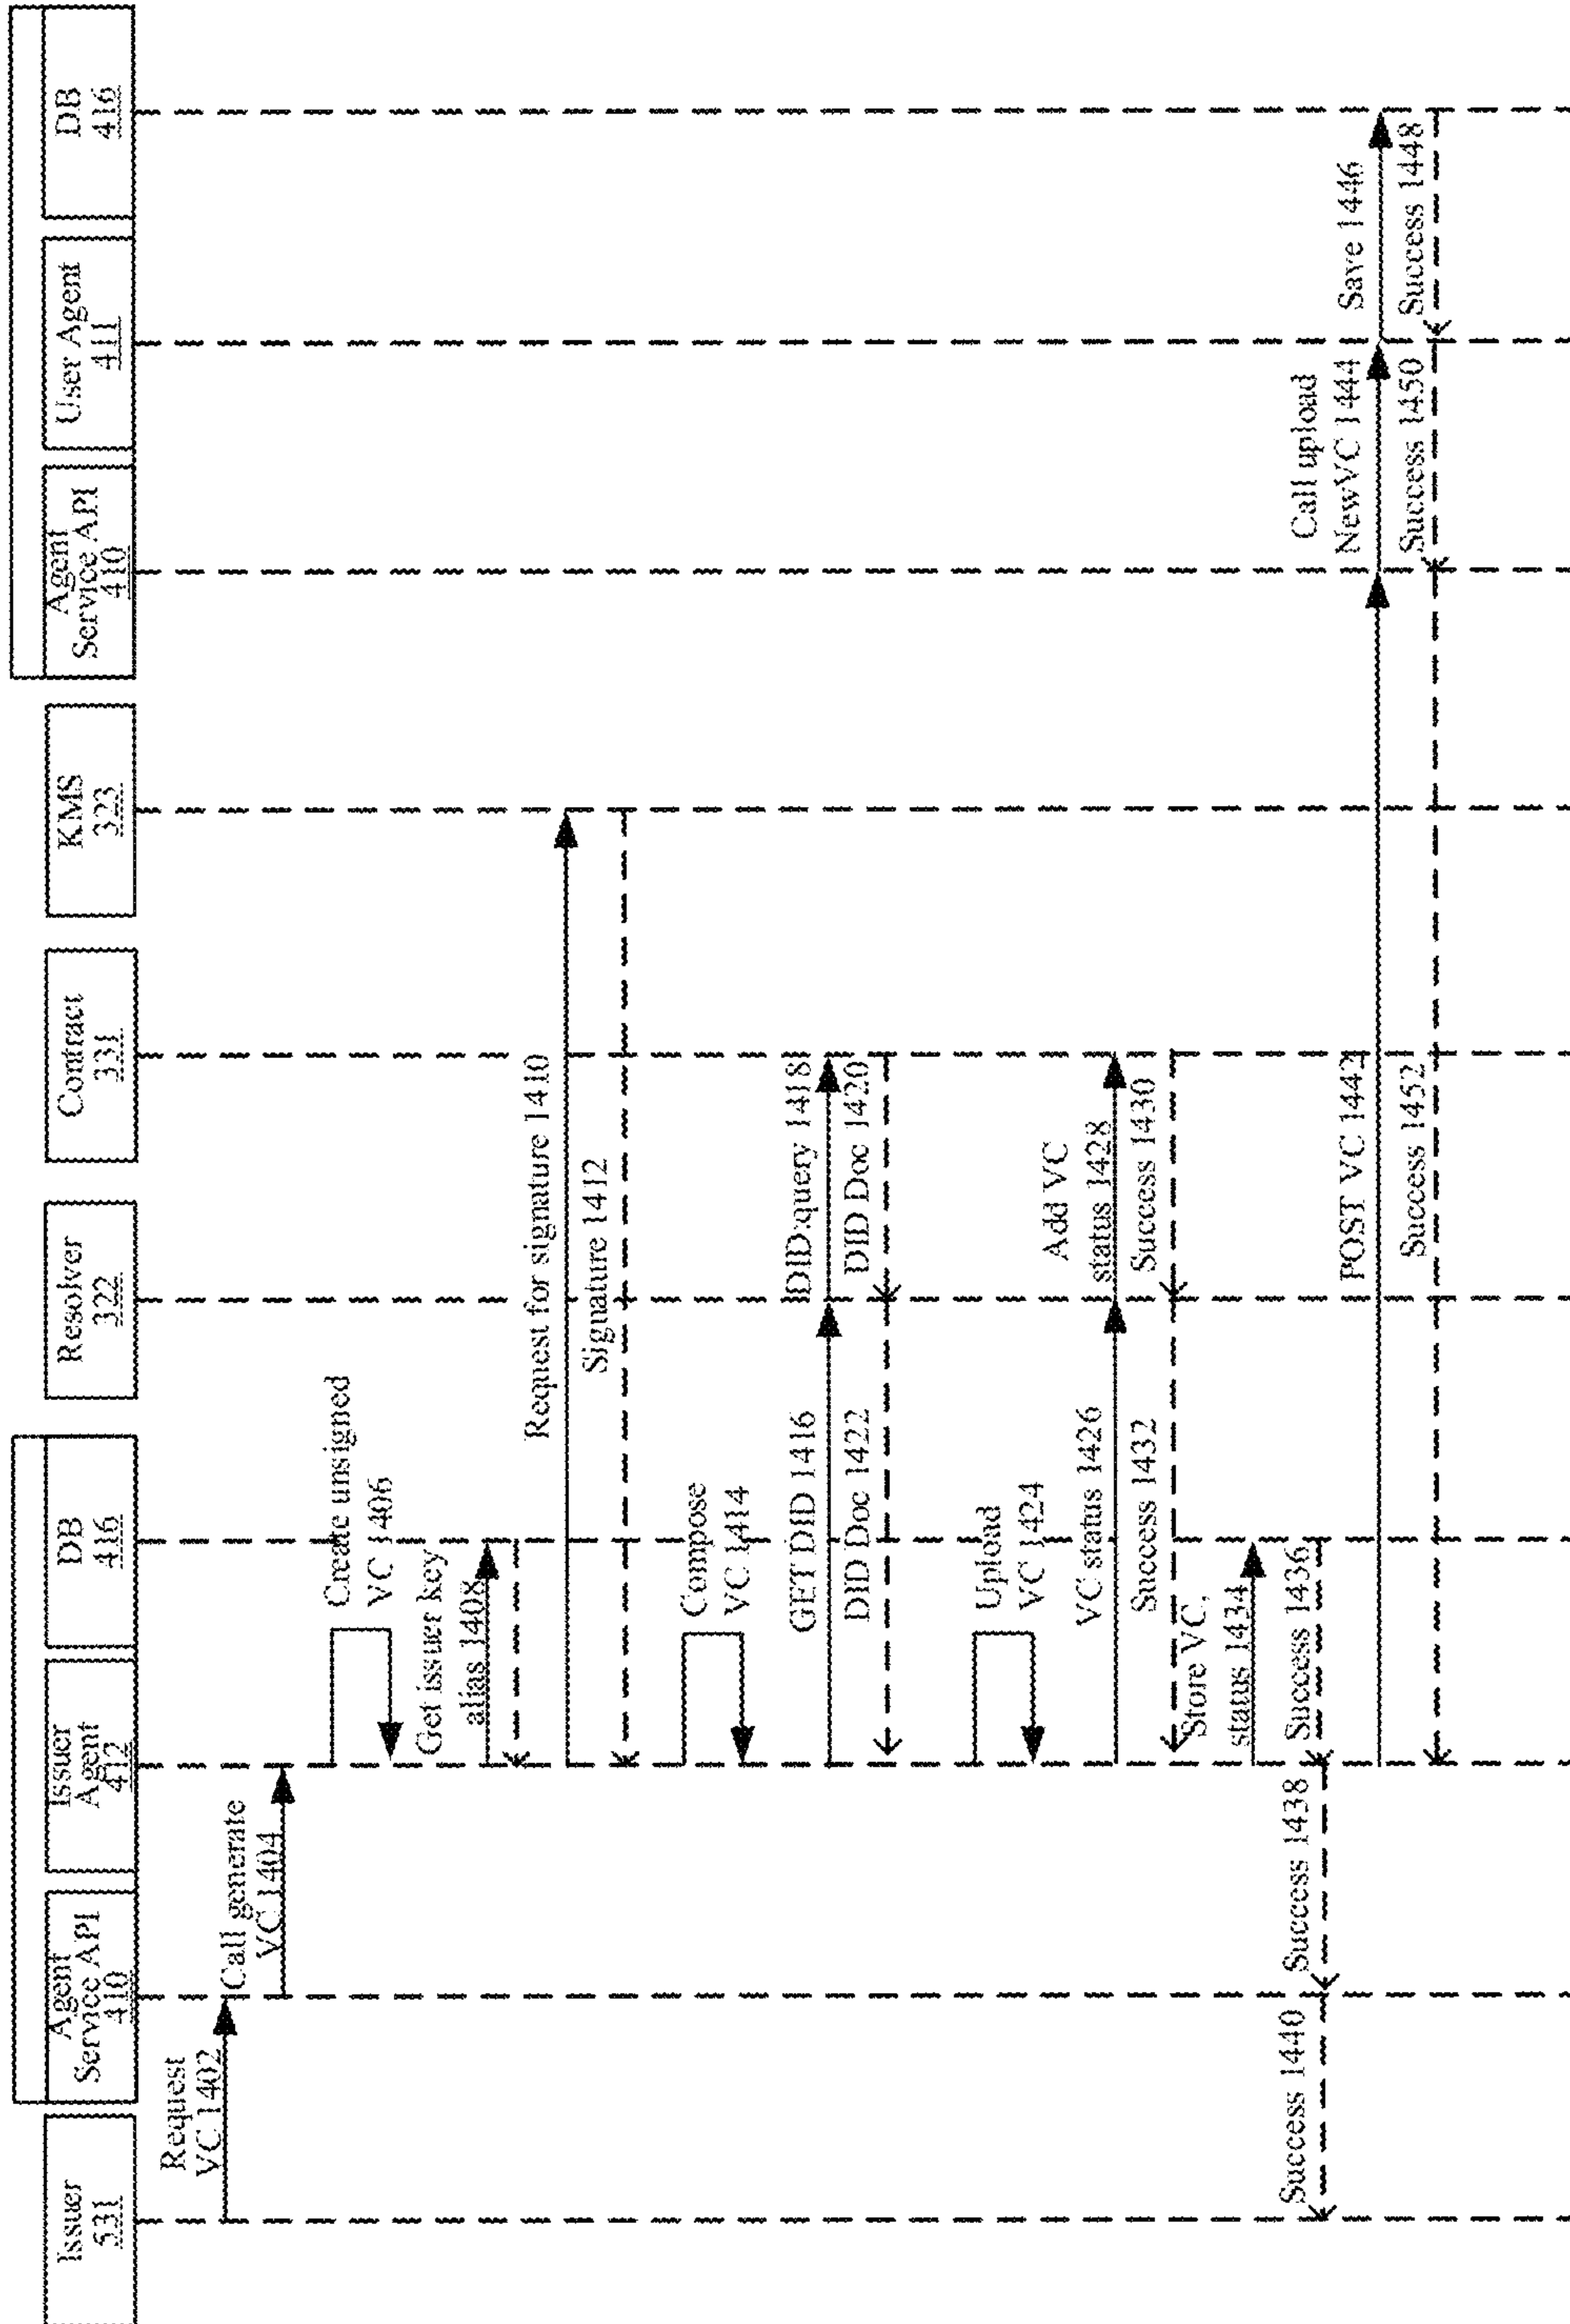 Issuer
531
Agent
Service API
410
Issuer
Agent
412
DB
416
Resolver
322
Contract
331
KMS
323
Agent
Service API
410
User Agent
411
DB
416
Request
VC 1402
Call generate
VC 1404
Create unsigned
VC 1406
Get issuer key
alias 1408
Request for signature 1410
Signature 1412
Compose
VC 1414
GET DID 1416
DID:query 1418
DID Doc 1420
DID Doc 1422
Upload
VC 1424
VC status 1426
Add VC
status 1428
Success 1430
Success 1432
Store VC,
status 1434
Success 1436
Success 1438
Success 1440
POST VC 1442
Call upload
NewVC 1444
Save 1446
Success 1448
Success 1450
Success 1452